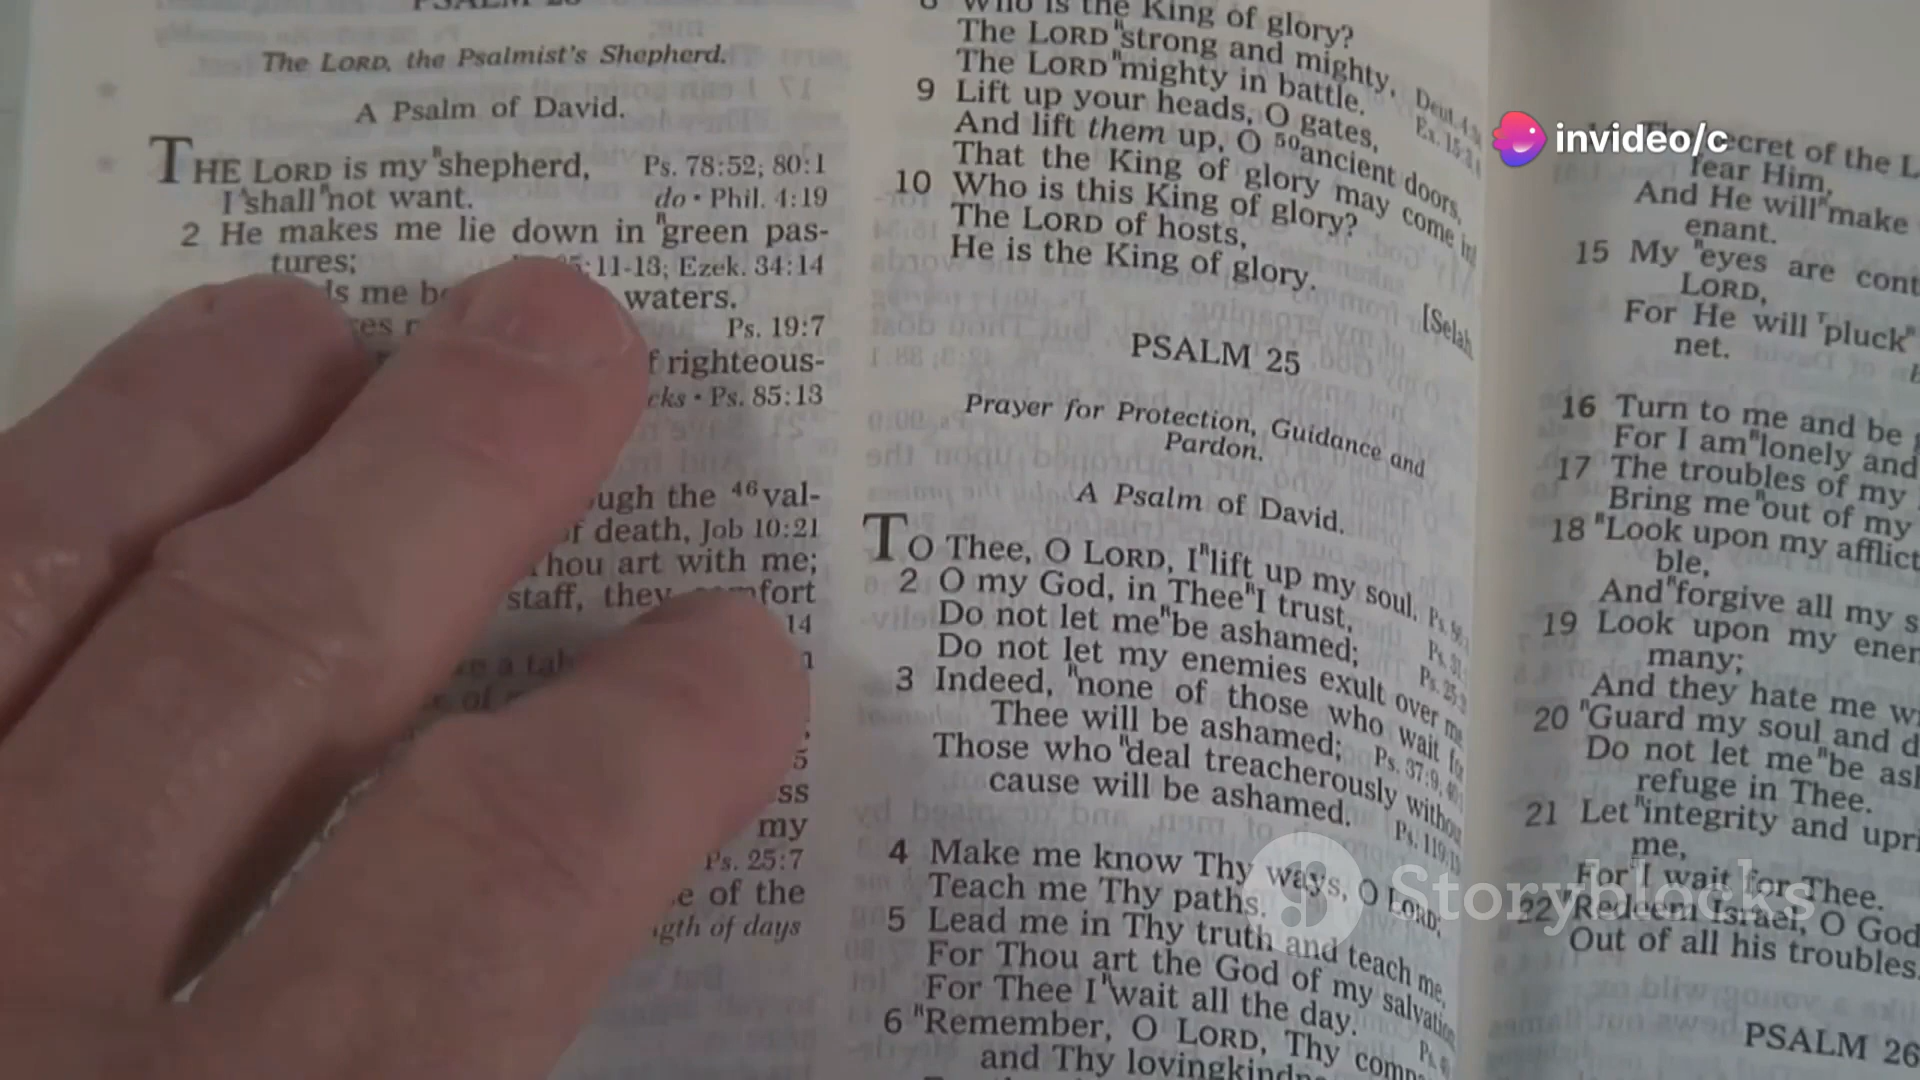 The LORD, the Psalmist's Shepherd.
A Psalm of David.
THE LORD is my shepherd, Ps. 78:52; 80:1
I shall not want. do • Phil. 4:19
2 He makes me lie down in green pas-
tures; 11-13; Ezek. 34:14
me waters.
Ps. 19:7
righteous-
Ps. 85:13
the 46val-
death, Job 10:21
art with me;
staff, they
14
a
5
my
Ps. 25:7
of the
of days
Who is the King of glory?
The LORD strong and mighty,
The LORD mighty in battle.
9 Lift up your heads, O gates,
And lift them up, O 50ancient doors,
That the King of glory may come in!
10 Who is this King of glory?
The LORD of hosts,
He is the King of glory.
[Selah
PSALM 25
Prayer for Protection, Guidance and
Pardon.
A Psalm of David.
TO Thee, O LORD, I lift up my soul.
2 O my God, in Thee I trust,
Do not let me be ashamed;
Do not let my enemies exult over me
3 Indeed, none of those who wait for
Thee will be ashamed; Ps. 37:9,
Those who deal treacherously without
cause will be ashamed. Ps. 119:
4 Make me know Thy ways, O LORD;
Teach me Thy paths.
5 Lead me in Thy truth and teach me,
For Thou art the God of my salvation
For Thee I wait all the day.
6 Remember, O LORD, Thy
and Thy
invideo/c
of the
fear Him,
And He will make
enant.
15 My eyes are
LORD,
For He will pluck
net.
16 Turn to me and be
For I am lonely and
17 The troubles of my
Bring me out of my
18 Look upon my
ble,
And forgive all my
19 Look upon my
many;
And they hate me
20 Guard my soul and
Do not let me be
refuge in Thee.
21 Let integrity and
me,
For I wait for Thee.
22 Redeem Israel, O God
Out of all his troubles.
PSALM 26
Storyblocks